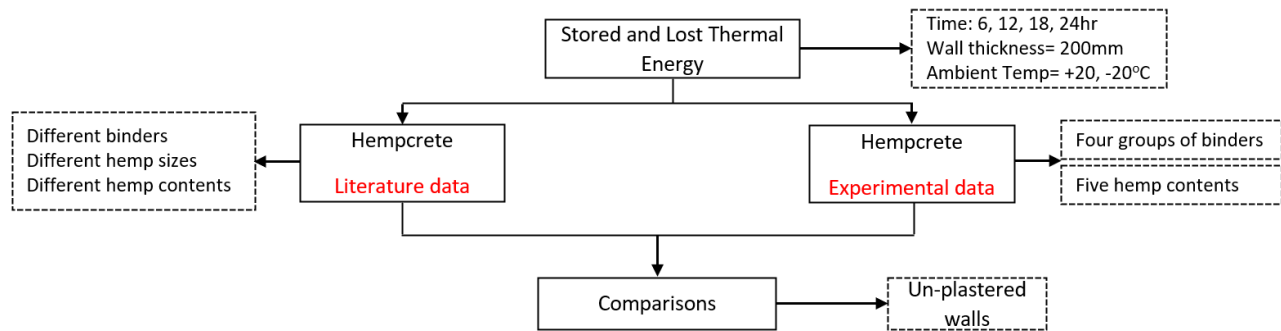 Stored and Lost Thermal
Energy
Time: 6, 12, 18, 24hr
Wall thickness= 200mm
Ambient Temp= +20, -20°C
Different binders
Different hemp sizes
Different hemp contents
Hempcrete
Literature data
Hempcrete
Experimental data
Four groups of binders
Five hemp contents
Comparisons
Un-plastered
walls